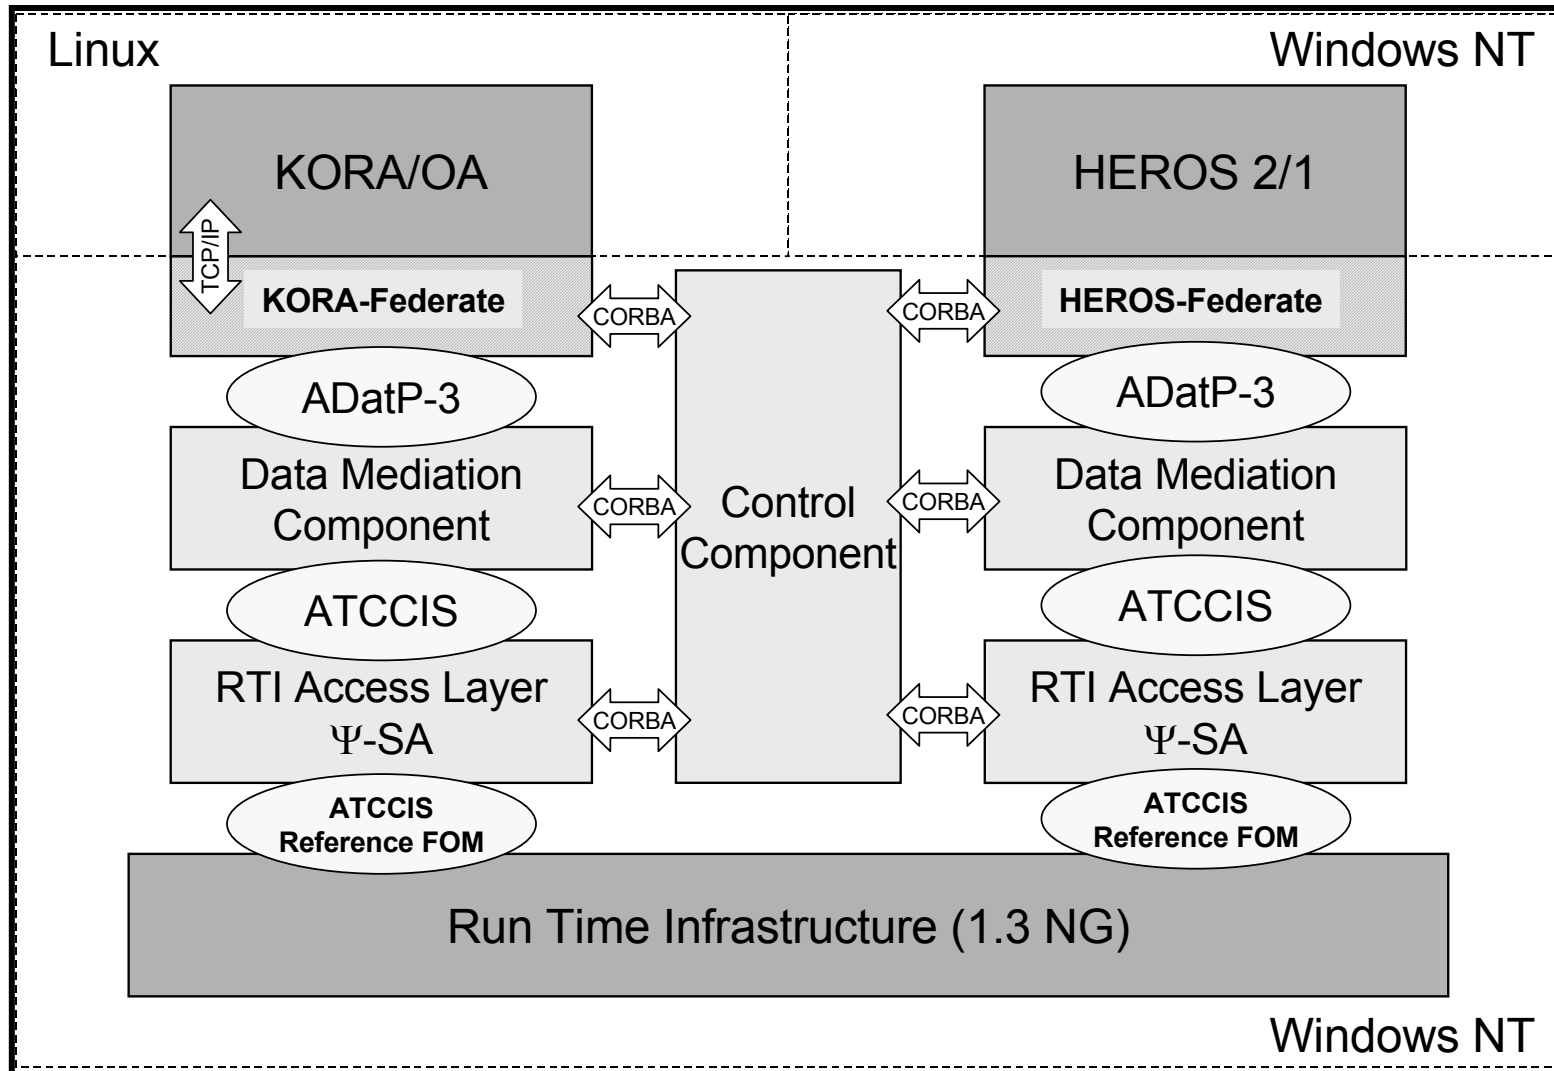 Linux
Windows NT
KORA/OA
HEROS 2/1
TCP/IP
KORA-Federate
CORBA
CORBA
HEROS-Federate
ADatP-3
ADatP-3
Data Mediation
Component
CORBA
Control
Component
CORBA
Data Mediation
Component
ATCCIS
ATCCIS
RTI Access Layer
Ψ-SA
CORBA
CORBA
RTI Access Layer
Ψ-SA
ATCCIS
Reference FOM
ATCCIS
Reference FOM
Run Time Infrastructure (1.3 NG)
Windows NT